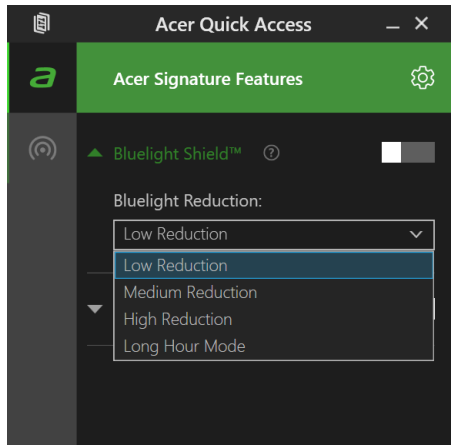 Acer Quick Access
a
Acer Signature Features
Bluelight Shield™ ?
Bluelight Reduction:
Low Reduction
Low Reduction
Medium Reduction
High Reduction
Long Hour Mode